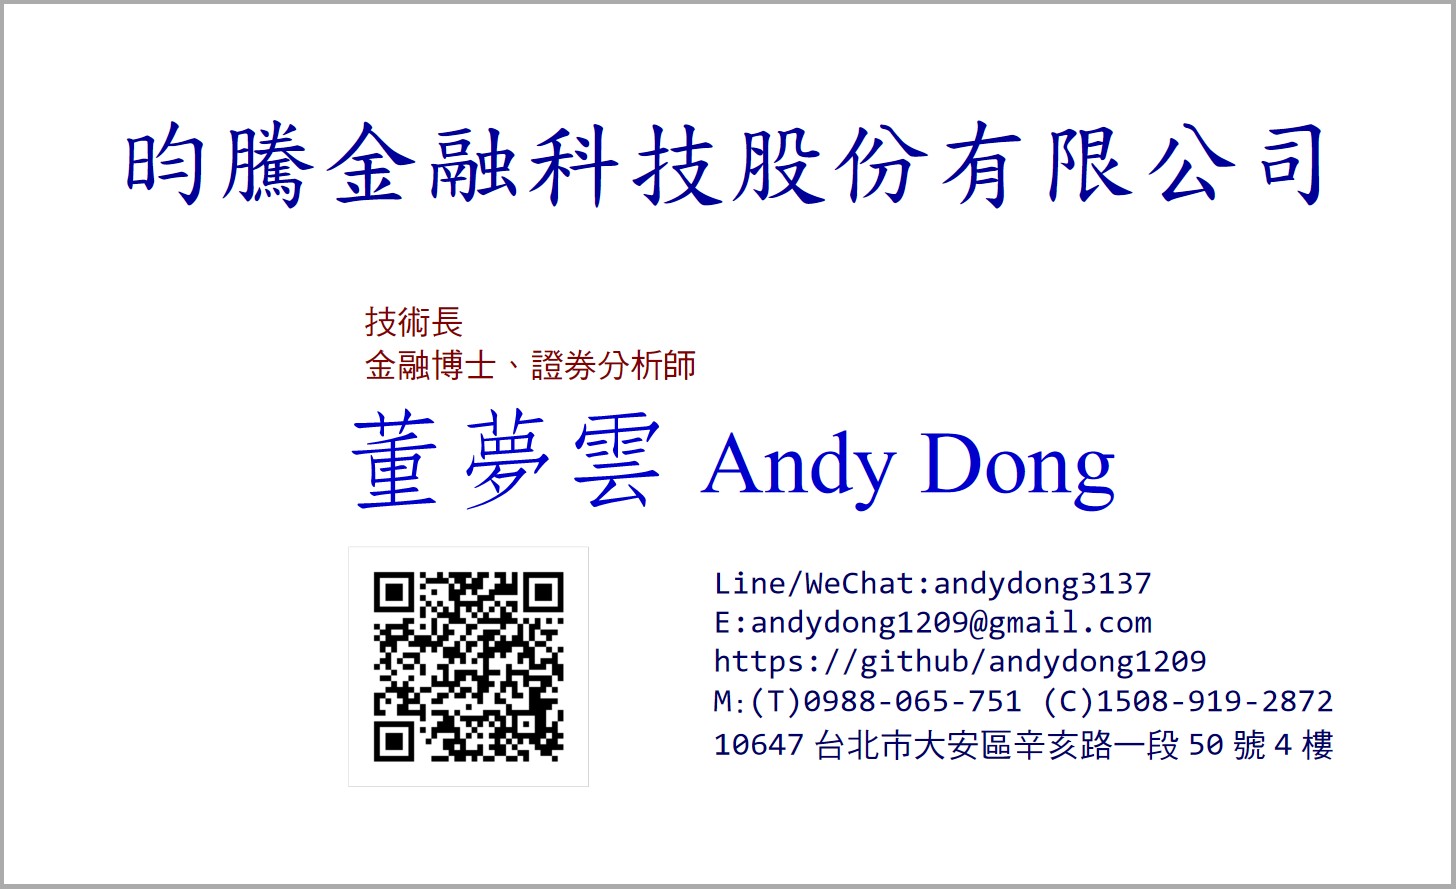 昀騰金融科技股份有限公司
技術長
金融博士、證券分析師
董夢雲 Andy Dong
Line/WeChat:andydong3137
E:andydong1209@gmail.com
https://github/andydong1209
M:(T)0988-065-751 (C)1508-919-2872
10647 台北市大安區辛亥路一段 50 號 4 樓